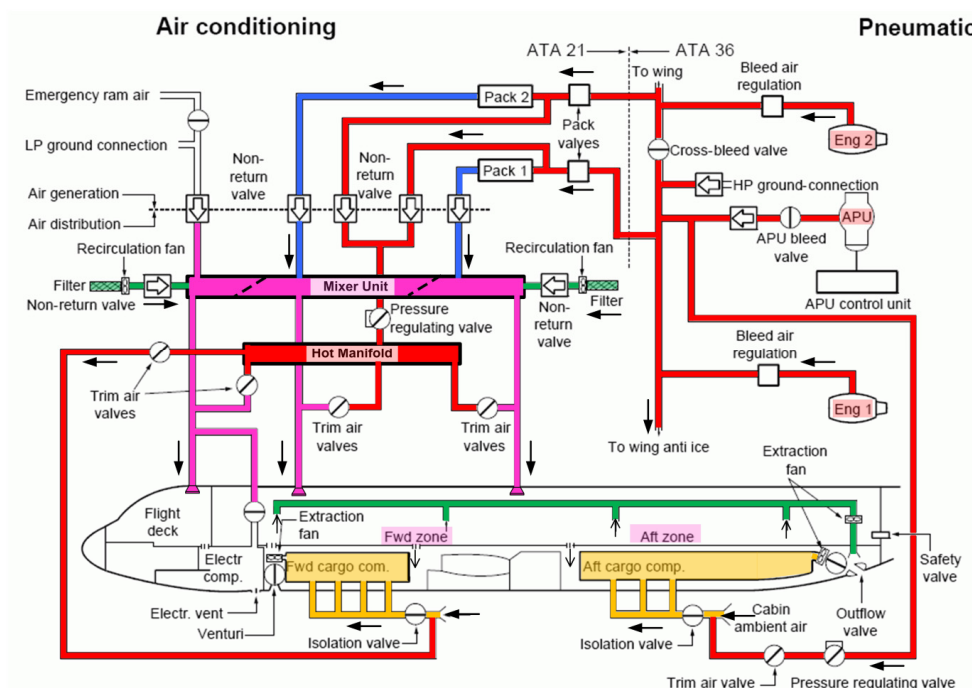 Air conditioning
Pneumatic
ATA 21
ATA 36
To wing
Bleed air
regulation
Emergency ram air
Pack 2
Eng 2
LP ground connection
Non-
return
valve
Non-
return
valve
Pack
valves
Cross-bleed valve
Pack 1
HP ground-connection
Air generation
Air distribution
APU
APU bleed
valve
Recirculation fan
Recirculation fan
Filter
Mixer Unit
Filter
Non-return valve
APU control unit
Pressure
regulating valve
Non-
return
valve
Hot Manifold
Bleed air
regulation
Trim air
valves
Eng 1
Trim air
valves
Trim air
valves
To wing anti ice
Extraction
fan
Flight
deck
Extraction
fan
Fwd zone
Aft zone
Electr
comp.
Fwd cargo com.
Aft cargo comp.
Safety
valve
Electr. vent
Venturi
Isolation valve
Isolation valve
Cabin
ambient air
Outflow
valve
Trim air valve
Pressure regulating valve